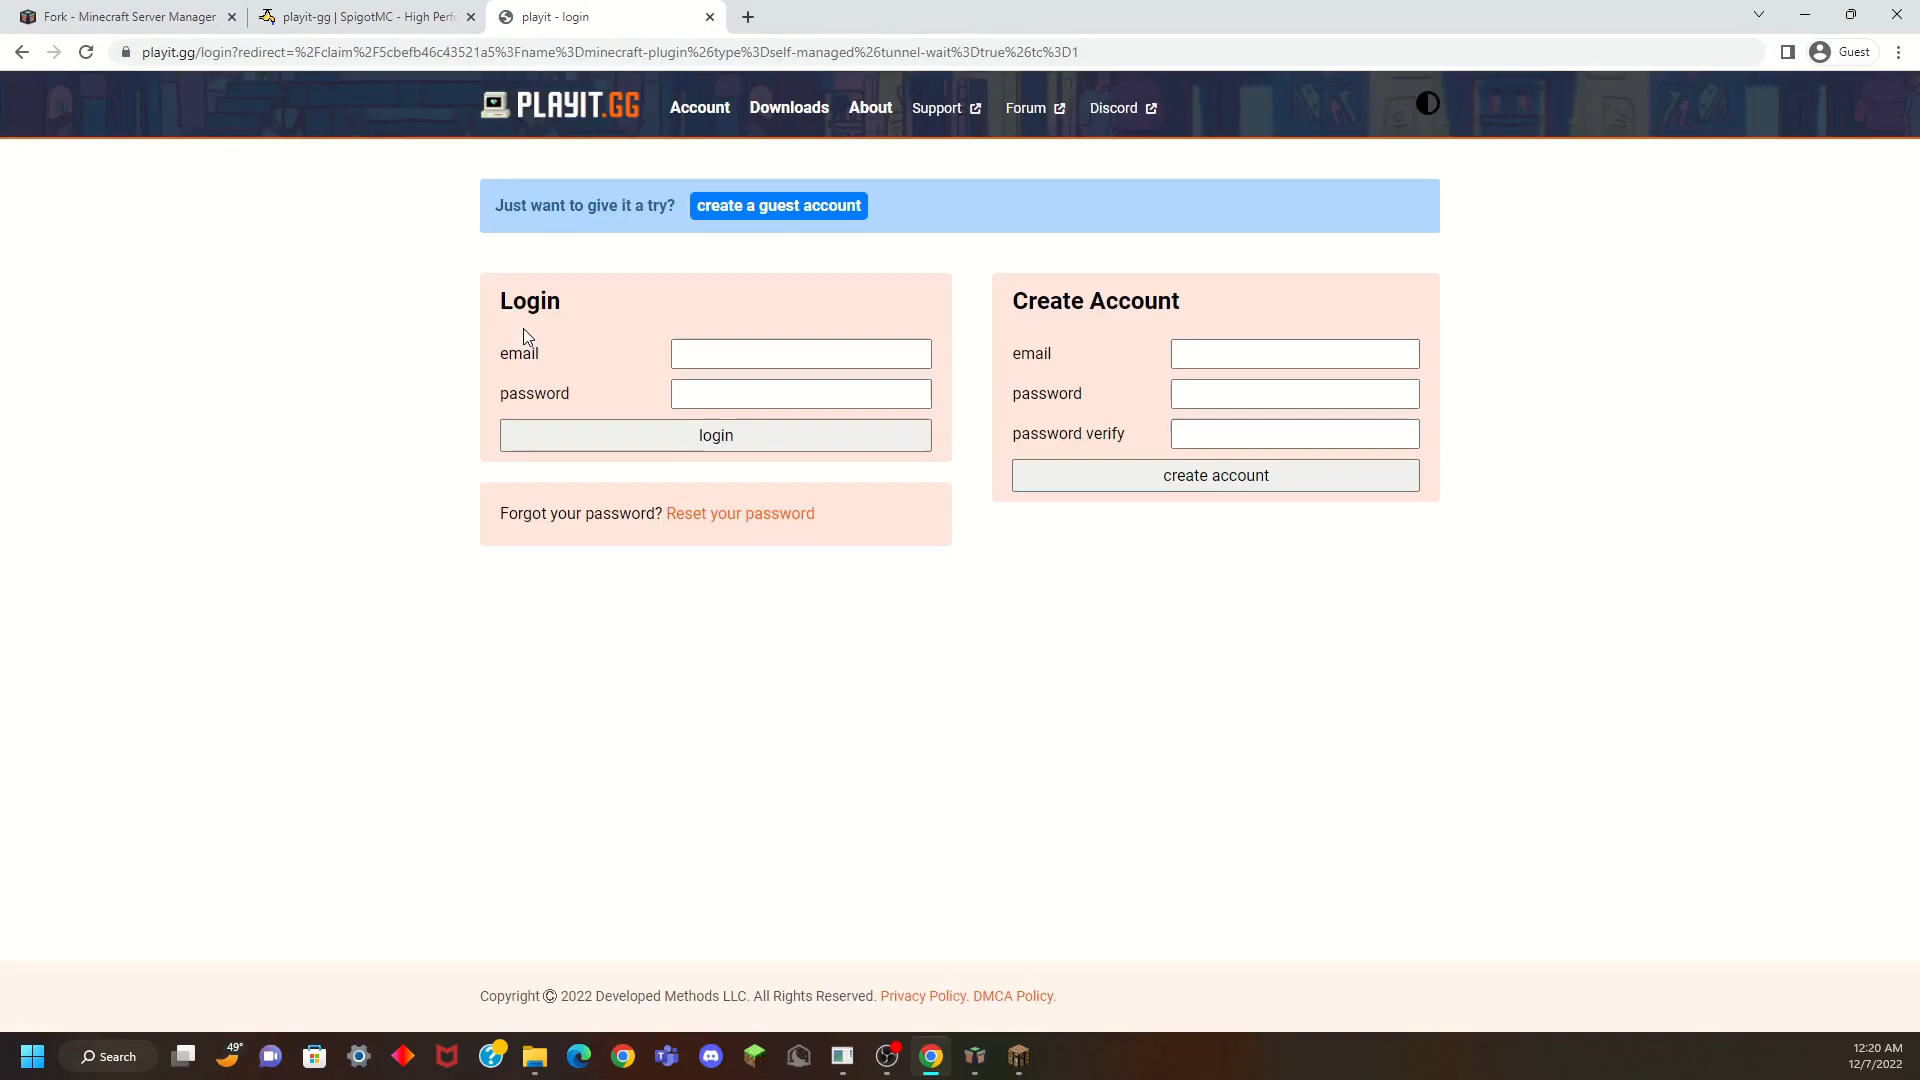 Fork - Minecraft Server Manager
playit-gg | SpigotMC - High Perfo
playit - login
playit.gg/login?redirect=%2Fclaim%2F5cbefb46c43521a5%3Fname%3Dminecraft-plugin%26type%3Dself-managed%26tunnel-wait%3Dtrue%26tc%3D1
Guest
PLAYIT.GG
Account
Downloads
About
Support
Forum
Discord
Just want to give it a try? create a guest account
Login
email
password
login
Forgot your password? Reset your password
Create Account
email
password
password verify
create account
Copyright © 2022 Developed Methods LLC. All Rights Reserved. Privacy Policy. DMCA Policy.
49°
Search
12:20 AM
12/7/2022